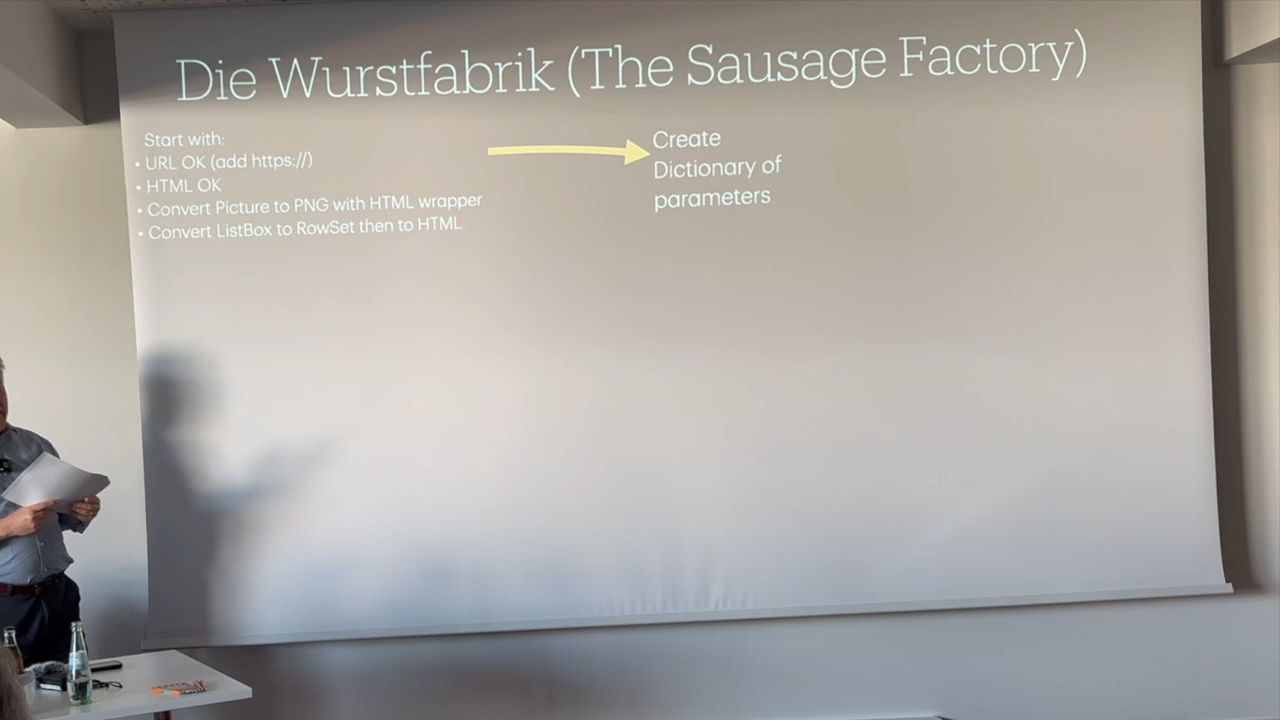 Die Wurstfabrik (The Sausage Factory)
Start with:
• URL OK (add https://)
• HTML OK
• Convert Picture to PNG with HTML wrapper
• Convert ListBox to RowSet then to HTML
Create
Dictionary of
parameters